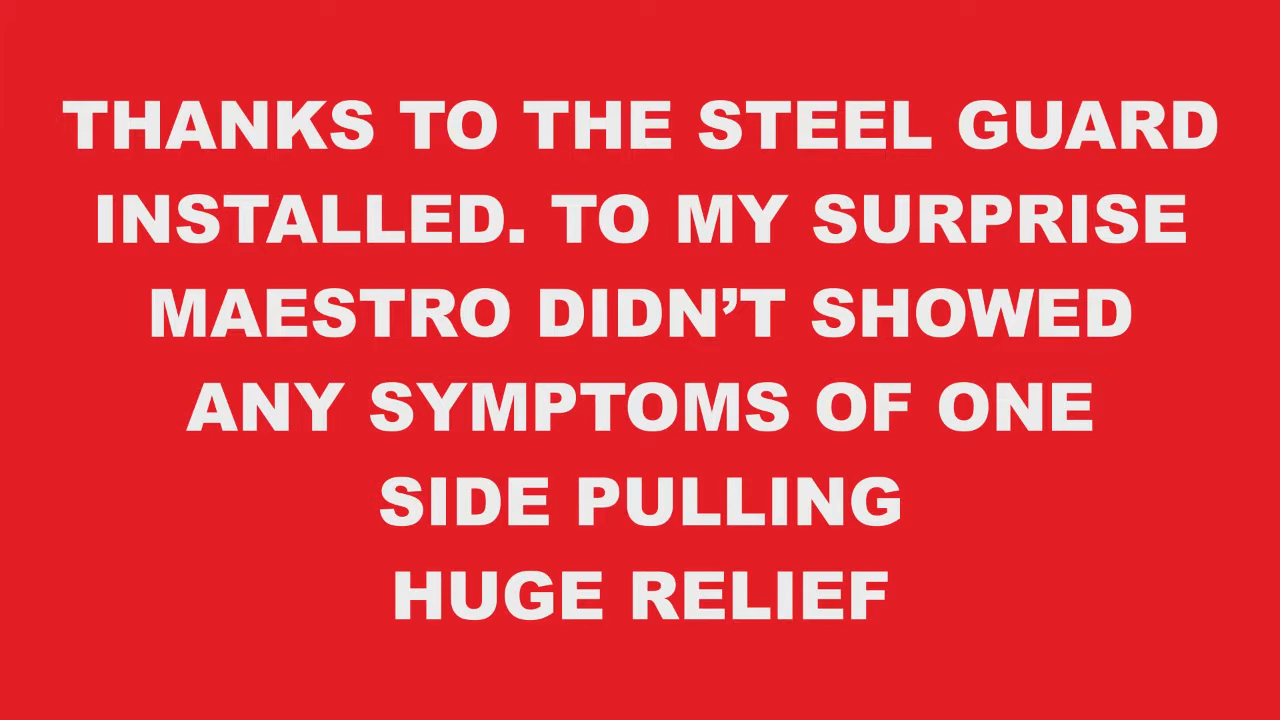 THANKS TO THE STEEL GUARD
INSTALLED. TO MY SURPRISE
MAESTRO DIDN’T SHOWED
ANY SYMPTOMS OF ONE
SIDE PULLING
HUGE RELIEF